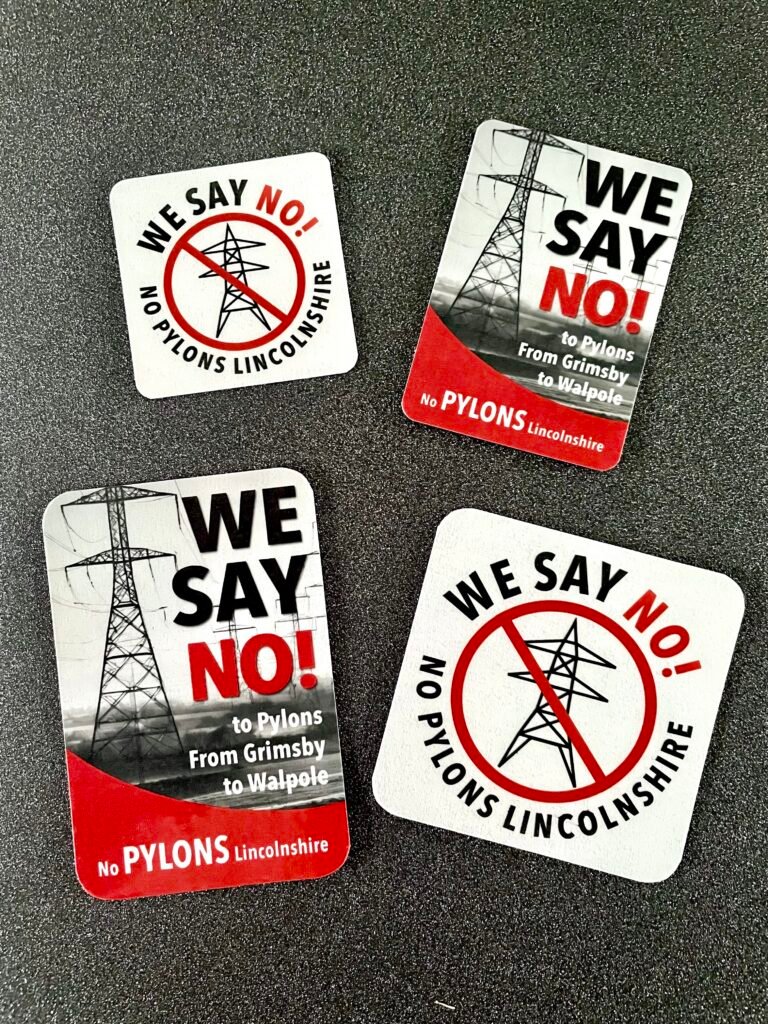 WE SAY NO!
NO PYLONS LINCOLNSHIRE
WE
SAY
NO!
to Pylons
From Grimsby
to Walpole
No PYLONS Lincolnshire
WE
SAY
NO!
to Pylons
From Grimsby
to Walpole
No PYLONS Lincolnshire
WE SAY NO!
NO PYLONS LINCOLNSHIRE